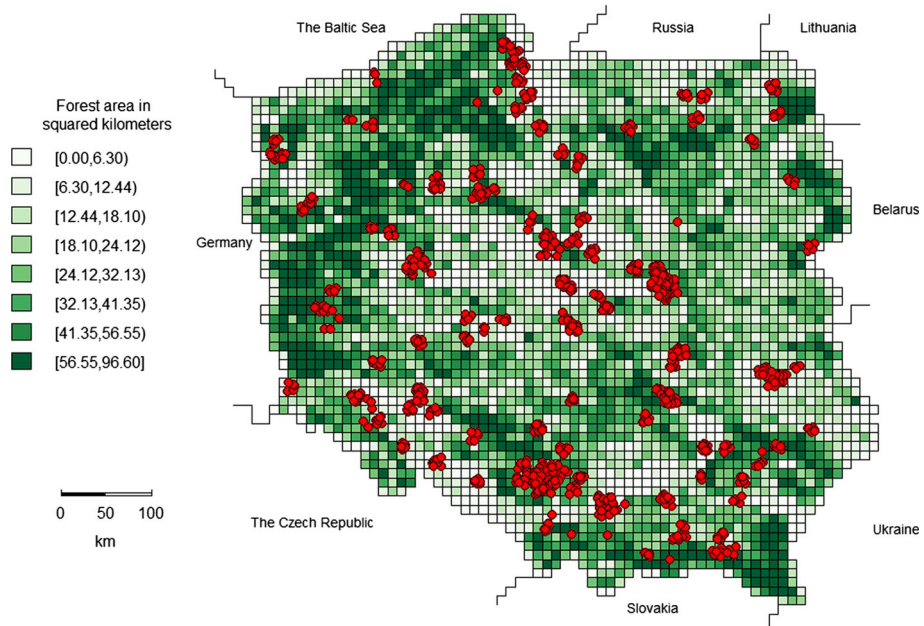 The Baltic Sea
Russia
Lithuania
Forest area in
squared kilometers
[0.00,6.30)
[6.30,12.44)
[12.44,18.10)
[18.10,24.12)
[24.12,32.13)
[32.13,41.35)
[41.35,56.55)
[56.55,96.60]
Belarus
Germany
0 50 100
km
The Czech Republic
Ukraine
Slovakia